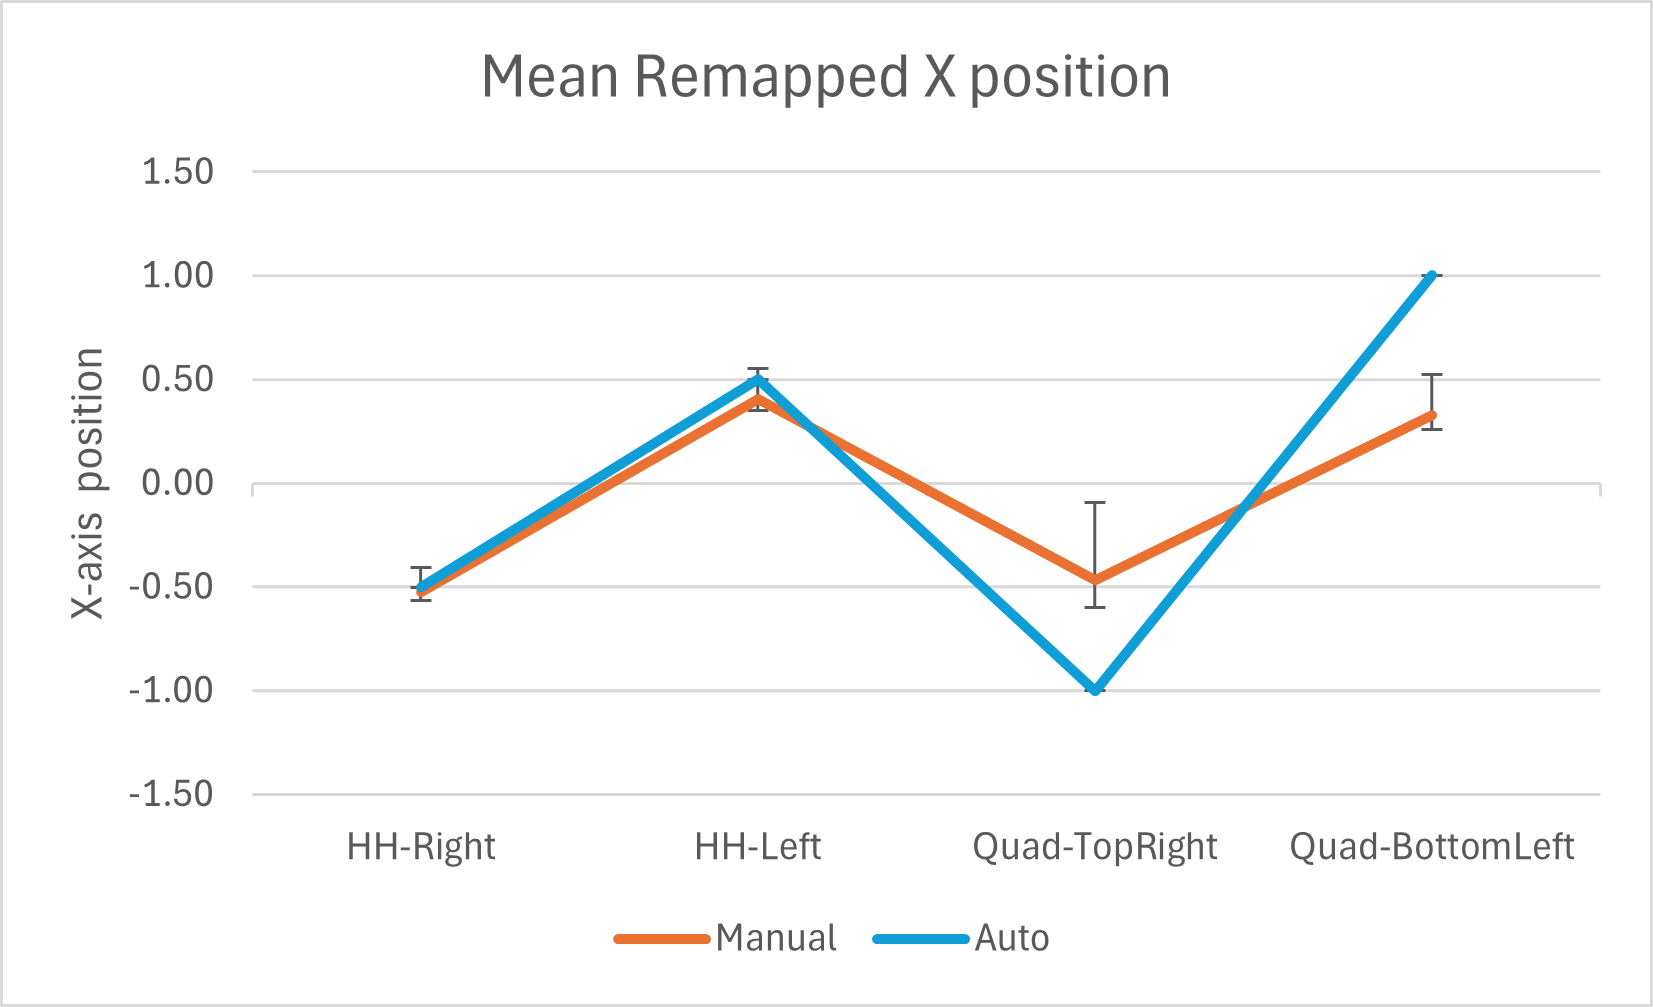 Mean Remapped X position
1.50
1.00
0.50
0.00
-0.50
-1.00
-1.50
X-axis position
HH-Right HH-Left Quad-TopRight Quad-BottomLeft
Manual Auto